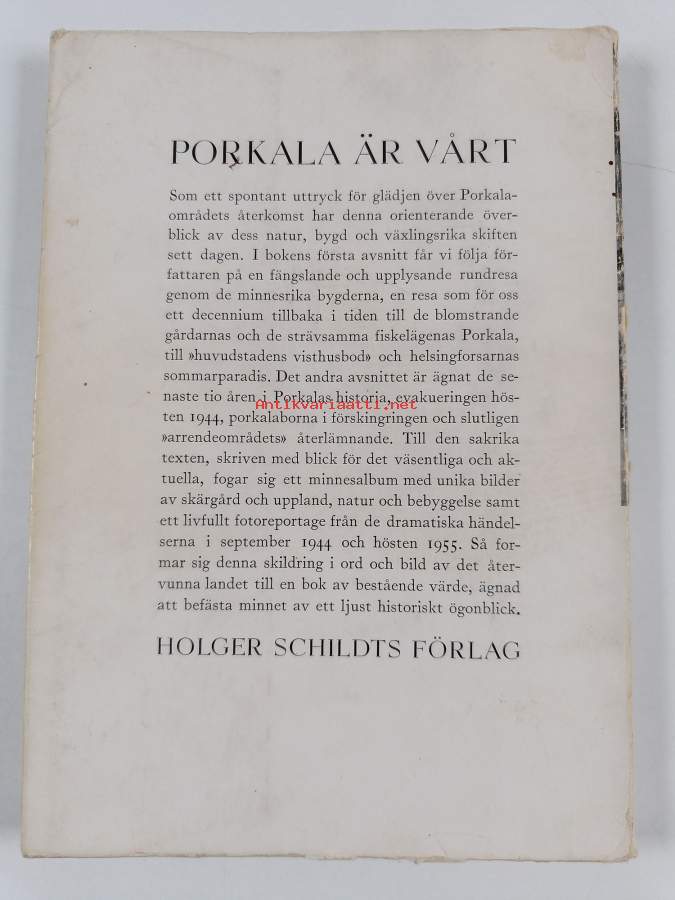 PORKALA ÄR VÅRT
Som ett spontant uttryck för glädjen över Porkala-
områdets återkomst har denna orienterande över-
blick av dess natur, bygd och växlingsrika skiften
sett dagen. I bokens första avsnitt får vi följa för-
fattaren på en fängslande och upplysande rundresa
genom de minnesrika bygderna, en resa som för oss
ett decennium tillbaka i tiden till de blomstrande
gårdarnas och de strävsamma fiskelägenas Porkala,
till »huvudstadens visthusbod» och helsingforsarnas
sommarparadis. Det andra avsnittet är ägnat de se-
naste tio åren i Porkalas historia, evakueringen hös-
Antikvariaatti.net
ten 1944, porkalaborna i förskingringen och slutligen
»arrendeområdets» återlämnande. Till den sakrika
texten, skriven med blick för det väsentliga och ak-
tuella, fogar sig ett minnesalbum med unika bilder
av skärgård och uppland, natur och bebyggelse samt
ett livfullt fotoreportage från de dramatiska händel-
serna i september 1944 och hösten 1955. Så for-
mar sig denna skildring i ord och bild av det åter-
vunna landet till en bok av bestående värde, ägnad
att befästa minnet av ett ljust historiskt ögonblick.
HOLGER SCHILDTS FÖRLAG